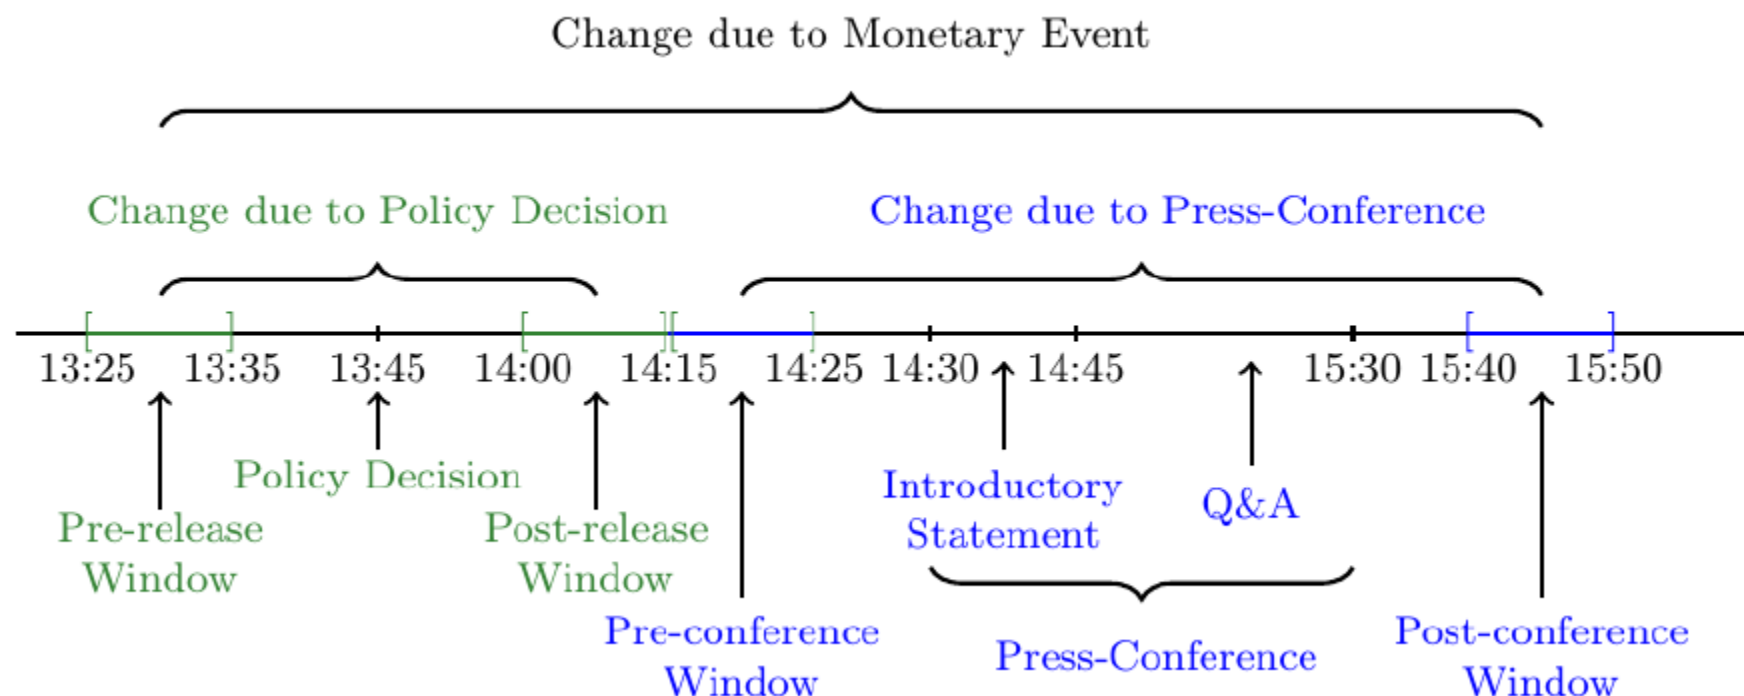 Change due to Monetary Event
Change due to Policy Decision
Change due to Press-Conference
13:25 13:35 13:45 14:00 14:15 14:25 14:30 14:45 15:30 15:40 15:50
Policy Decision
Pre-release
Window
Post-release
Window
Introductory
Statement
Q&A
Pre-conference
Window
Press-Conference
Post-conference
Window